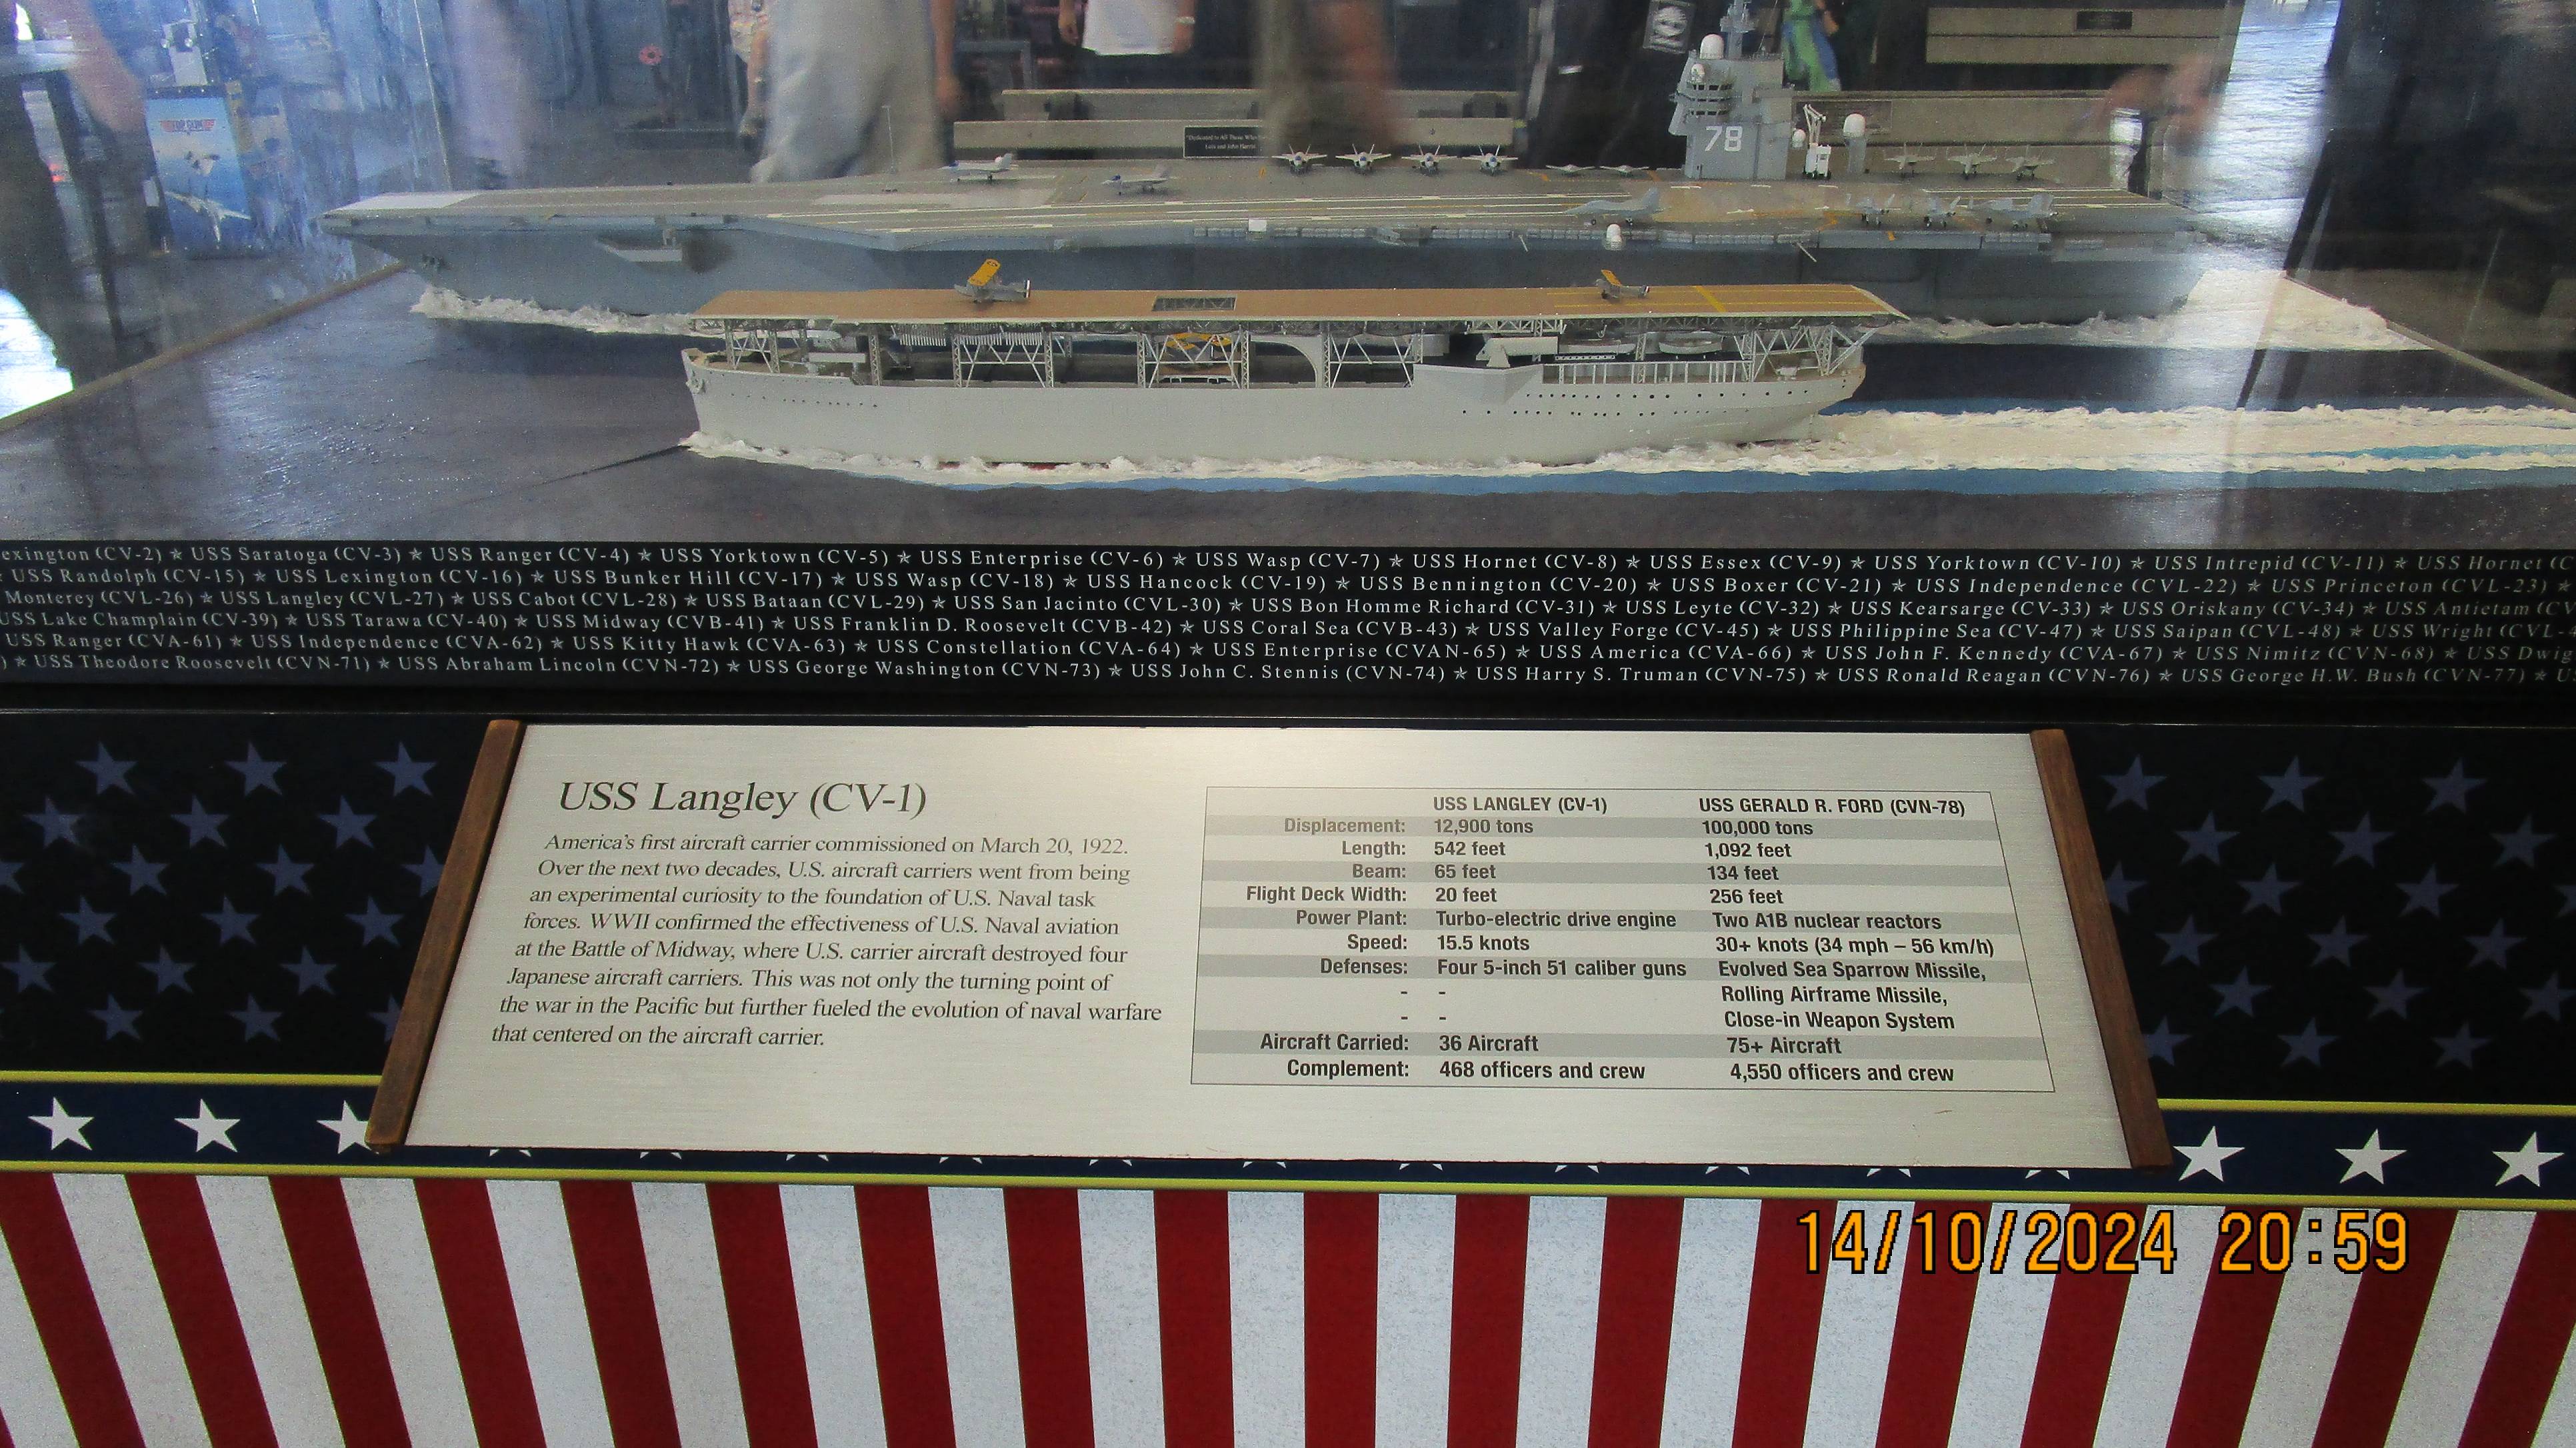 TOP GUN
78
"Dedicated to All Those Who
Lois and John Harris
exington (CV-2) ★ USS Saratoga (CV-3) ★ USS Ranger (CV-4) ★ USS Yorktown (CV-5) ★ USS Enterprise (CV-6) ★ USS Wasp (CV-7) ★ USS Hornet (CV-8) ★ USS Essex (CV-9) ★ USS Yorktown (CV-10) ★ USS Intrepid (CV-11) ★ USS Hornet (C
★ USS Randolph (CV-15) ★ USS Lexington (CV-16) ★ USS Bunker Hill (CV-17) ★ USS Wasp (CV-18) ★ USS Hancock (CV-19) ★ USS Bennington (CV-20) ★ USS Boxer (CV-21) ★ USS Independence (CVL-22) ★ USS Princeton (CVL-23) ★
Monterey (CVL-26) ★ USS Langley (CVL-27) ★ USS Cabot (CVL-28) ★ USS Bataan (CVL-29) ★ USS San Jacinto (CVL-30) ★ USS Bon Homme Richard (CV-31) ★ USS Leyte (CV-32) ★ USS Kearsarge (CV-33) ★ USS Oriskany (CV-34) ★ USS Antietam (CV
USS Lake Champlain (CV-39) ★ USS Tarawa (CV-40) ★ USS Midway (CVB-41) ★ USS Franklin D. Roosevelt (CVB-42) ★ USS Coral Sea (CVB-43) ★ USS Valley Forge (CV-45) ★ USS Philippine Sea (CV-47) ★ USS Saipan (CVL-48) ★ USS Wright (CVL-
USS Ranger (CVA-61) ★ USS Independence (CVA-62) ★ USS Kitty Hawk (CVA-63) ★ USS Constellation (CVA-64) ★ USS Enterprise (CVAN-65) ★ USS America (CVA-66) ★ USS John F. Kennedy (CVA-67) ★ USS Nimitz (CVN-68) ★ USS Dwig
) ★ USS Theodore Roosevelt (CVN-71) ★ USS Abraham Lincoln (CVN-72) ★ USS George Washington (CVN-73) ★ USS John C. Stennis (CVN-74) ★ USS Harry S. Truman (CVN-75) ★ USS Ronald Reagan (CVN-76) ★ USS George H.W. Bush (CVN-77) ★ US
USS Langley (CV-1)
America's first aircraft carrier commissioned on March 20, 1922.
Over the next two decades, U.S. aircraft carriers went from being
an experimental curiosity to the foundation of U.S. Naval task
forces. WWII confirmed the effectiveness of U.S. Naval aviation
at the Battle of Midway, where U.S. carrier aircraft destroyed four
Japanese aircraft carriers. This was not only the turning point of
the war in the Pacific but further fueled the evolution of naval warfare
that centered on the aircraft carrier.
USS LANGLEY (CV-1) USS GERALD R. FORD (CVN-78)
Displacement: 12,900 tons 100,000 tons
Length: 542 feet 1,092 feet
Beam: 65 feet 134 feet
Flight Deck Width: 20 feet 256 feet
Power Plant: Turbo-electric drive engine Two A1B nuclear reactors
Speed: 15.5 knots 30+ knots (34 mph – 56 km/h)
Defenses: Four 5-inch 51 caliber guns Evolved Sea Sparrow Missile,
- - Rolling Airframe Missile,
- - Close-in Weapon System
Aircraft Carried: 36 Aircraft 75+ Aircraft
Complement: 468 officers and crew 4,550 officers and crew
14/10/2024 20:59